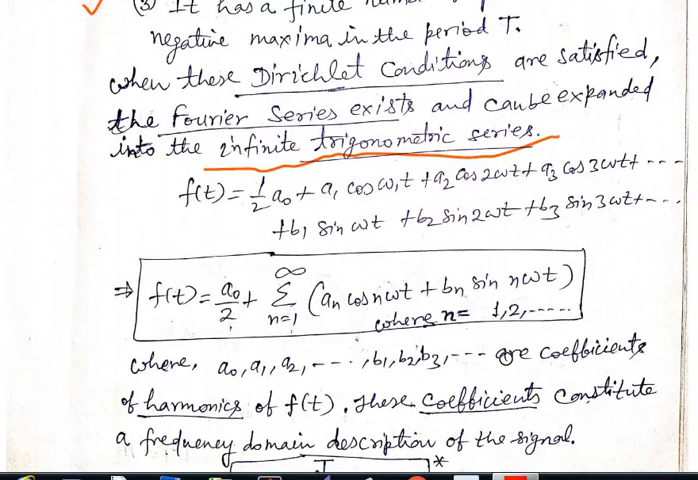 (3) It has a finite
negative maxima in the period T.
when these Dirichlet Conditions are satisfied,
the Fourier Series exists and can be expanded
into the infinite trigonometric series.
f(t) = 1/2 a₀ + a₁ cos ω, t + a₂ cos 2ωt + a₃ cos 3ωt + ----
+ b₁ sin ωt + b₂ sin 2ωt + b₃ sin 3ωt + ---.
⇒ f(t) = a₀/2 + ∞ Σ n=1 (aₙ cos nωt + bₙ sin nωt)
where n = 1, 2, ------
where, a₀, a₁, a₂, ----, b₁, b₂, b₃, --- are coefficients
of harmonics of f(t). These coefficients constitute
a frequency domain description of the signal.
T *